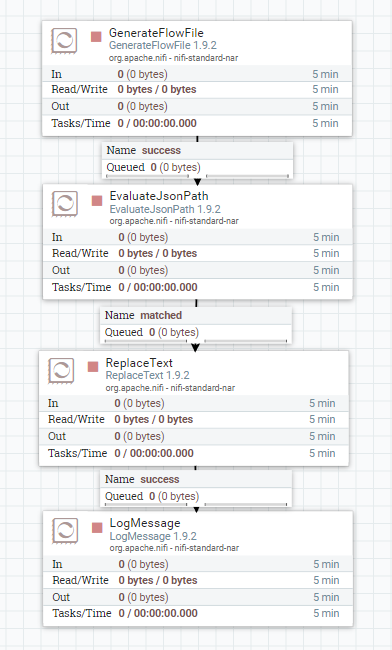 GenerateFlowFile
GenerateFlowFile 1.9.2
org.apache.nifi - nifi-standard-nar
In 0 (0 bytes) 5 min
Read/Write 0 bytes / 0 bytes 5 min
Out 0 (0 bytes) 5 min
Tasks/Time 0 / 00:00:00.000 5 min
Name success
Queued 0 (0 bytes)
EvaluateJsonPath
EvaluateJsonPath 1.9.2
org.apache.nifi - nifi-standard-nar
In 0 (0 bytes) 5 min
Read/Write 0 bytes / 0 bytes 5 min
Out 0 (0 bytes) 5 min
Tasks/Time 0 / 00:00:00.000 5 min
Name matched
Queued 0 (0 bytes)
ReplaceText
ReplaceText 1.9.2
org.apache.nifi - nifi-standard-nar
In 0 (0 bytes) 5 min
Read/Write 0 bytes / 0 bytes 5 min
Out 0 (0 bytes) 5 min
Tasks/Time 0 / 00:00:00.000 5 min
Name success
Queued 0 (0 bytes)
LogMessage
LogMessage 1.9.2
org.apache.nifi - nifi-standard-nar
In 0 (0 bytes) 5 min
Read/Write 0 bytes / 0 bytes 5 min
Out 0 (0 bytes) 5 min
Tasks/Time 0 / 00:00:00.000 5 min